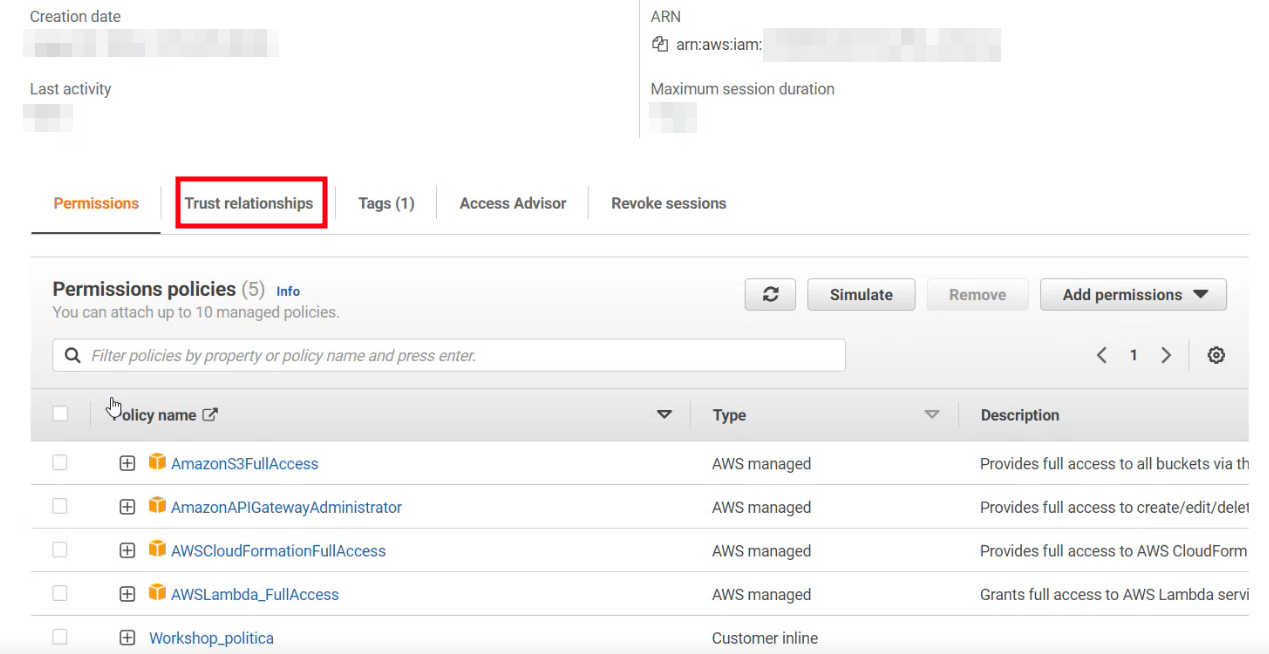 Creation date
ARN
arn:aws:iam:
Last activity
Maximum session duration
Permissions
Trust relationships
Tags (1)
Access Advisor
Revoke sessions
Permissions policies (5) Info
Simulate
Remove
Add permissions
You can attach up to 10 managed policies.
Filter policies by property or policy name and press enter.
1
Policy name
Type
Description
AmazonS3FullAccess
AWS managed
Provides full access to all buckets via th
AmazonAPIGatewayAdministrator
AWS managed
Provides full access to create/edit/delet
AWSCloudFormationFullAccess
AWS managed
Provides full access to AWS CloudForm
AWSLambda_FullAccess
AWS managed
Grants full access to AWS Lambda servi
Workshop_politica
Customer inline